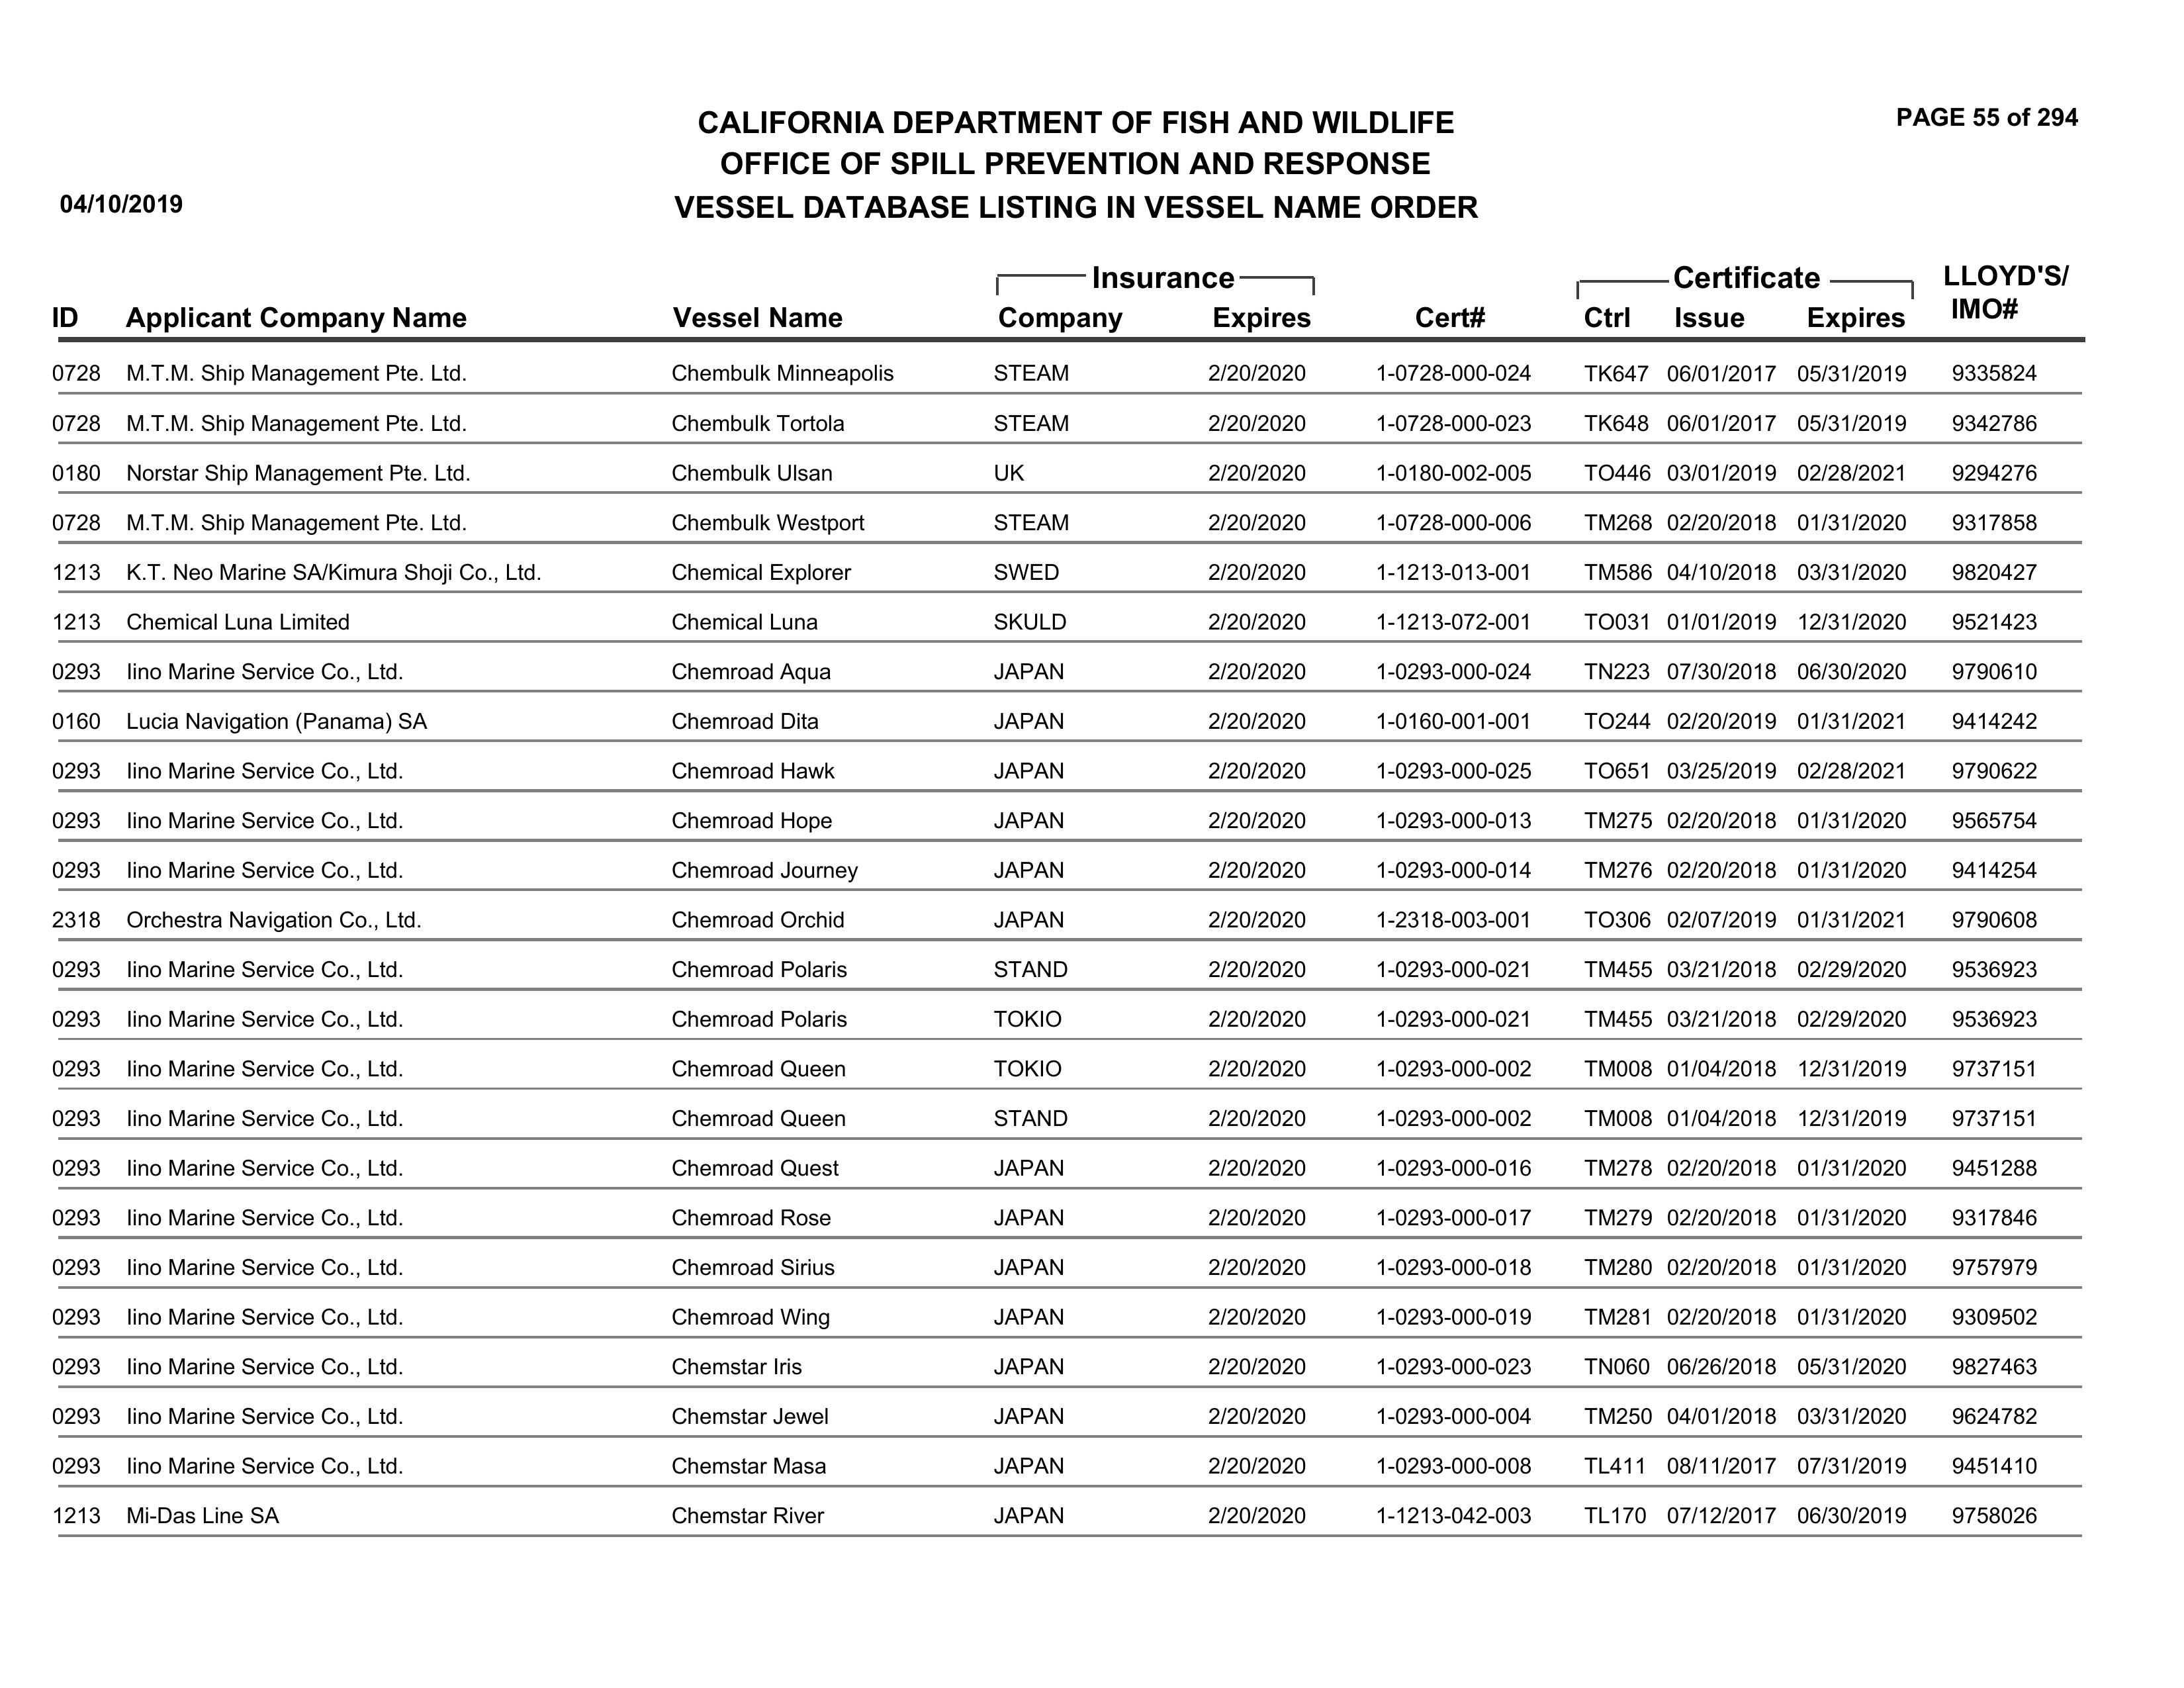 PAGE 55 of 294
CALIFORNIA DEPARTMENT OF FISH AND WILDLIFE
OFFICE OF SPILL PREVENTION AND RESPONSE
04/10/2019 VESSEL DATABASE LISTING IN VESSEL NAME ORDER
Insurance Certificate LLOYD'S/
ID Applicant Company Name Vessel Name Company Expires Cert# Ctrl Issue Expires IMO#
0728 M.T.M. Ship Management Pte. Ltd. Chembulk Minneapolis STEAM 2/20/2020 1-0728-000-024 TK647 06/01/2017 05/31/2019 9335824
0728 M.T.M. Ship Management Pte. Ltd. Chembulk Tortola STEAM 2/20/2020 1-0728-000-023 TK648 06/01/2017 05/31/2019 9342786
0180 Norstar Ship Management Pte. Ltd. Chembulk Ulsan UK 2/20/2020 1-0180-002-005 TO446 03/01/2019 02/28/2021 9294276
0728 M.T.M. Ship Management Pte. Ltd. Chembulk Westport STEAM 2/20/2020 1-0728-000-006 TM268 02/20/2018 01/31/2020 9317858
1213 K.T. Neo Marine SA/Kimura Shoji Co., Ltd. Chemical Explorer SWED 2/20/2020 1-1213-013-001 TM586 04/10/2018 03/31/2020 9820427
1213 Chemical Luna Limited Chemical Luna SKULD 2/20/2020 1-1213-072-001 TO031 01/01/2019 12/31/2020 9521423
0293 Iino Marine Service Co., Ltd. Chemroad Aqua JAPAN 2/20/2020 1-0293-000-024 TN223 07/30/2018 06/30/2020 9790610
0160 Lucia Navigation (Panama) SA Chemroad Dita JAPAN 2/20/2020 1-0160-001-001 TO244 02/20/2019 01/31/2021 9414242
0293 Iino Marine Service Co., Ltd. Chemroad Hawk JAPAN 2/20/2020 1-0293-000-025 TO651 03/25/2019 02/28/2021 9790622
0293 Iino Marine Service Co., Ltd. Chemroad Hope JAPAN 2/20/2020 1-0293-000-013 TM275 02/20/2018 01/31/2020 9565754
0293 Iino Marine Service Co., Ltd. Chemroad Journey JAPAN 2/20/2020 1-0293-000-014 TM276 02/20/2018 01/31/2020 9414254
2318 Orchestra Navigation Co., Ltd. Chemroad Orchid JAPAN 2/20/2020 1-2318-003-001 TO306 02/07/2019 01/31/2021 9790608
0293 Iino Marine Service Co., Ltd. Chemroad Polaris STAND 2/20/2020 1-0293-000-021 TM455 03/21/2018 02/29/2020 9536923
0293 Iino Marine Service Co., Ltd. Chemroad Polaris TOKIO 2/20/2020 1-0293-000-021 TM455 03/21/2018 02/29/2020 9536923
0293 Iino Marine Service Co., Ltd. Chemroad Queen TOKIO 2/20/2020 1-0293-000-002 TM008 01/04/2018 12/31/2019 9737151
0293 Iino Marine Service Co., Ltd. Chemroad Queen STAND 2/20/2020 1-0293-000-002 TM008 01/04/2018 12/31/2019 9737151
0293 Iino Marine Service Co., Ltd. Chemroad Quest JAPAN 2/20/2020 1-0293-000-016 TM278 02/20/2018 01/31/2020 9451288
0293 Iino Marine Service Co., Ltd. Chemroad Rose JAPAN 2/20/2020 1-0293-000-017 TM279 02/20/2018 01/31/2020 9317846
0293 Iino Marine Service Co., Ltd. Chemroad Sirius JAPAN 2/20/2020 1-0293-000-018 TM280 02/20/2018 01/31/2020 9757979
0293 Iino Marine Service Co., Ltd. Chemroad Wing JAPAN 2/20/2020 1-0293-000-019 TM281 02/20/2018 01/31/2020 9309502
0293 Iino Marine Service Co., Ltd. Chemstar Iris JAPAN 2/20/2020 1-0293-000-023 TN060 06/26/2018 05/31/2020 9827463
0293 Iino Marine Service Co., Ltd. Chemstar Jewel JAPAN 2/20/2020 1-0293-000-004 TM250 04/01/2018 03/31/2020 9624782
0293 Iino Marine Service Co., Ltd. Chemstar Masa JAPAN 2/20/2020 1-0293-000-008 TL411 08/11/2017 07/31/2019 9451410
1213 Mi-Das Line SA Chemstar River JAPAN 2/20/2020 1-1213-042-003 TL170 07/12/2017 06/30/2019 9758026